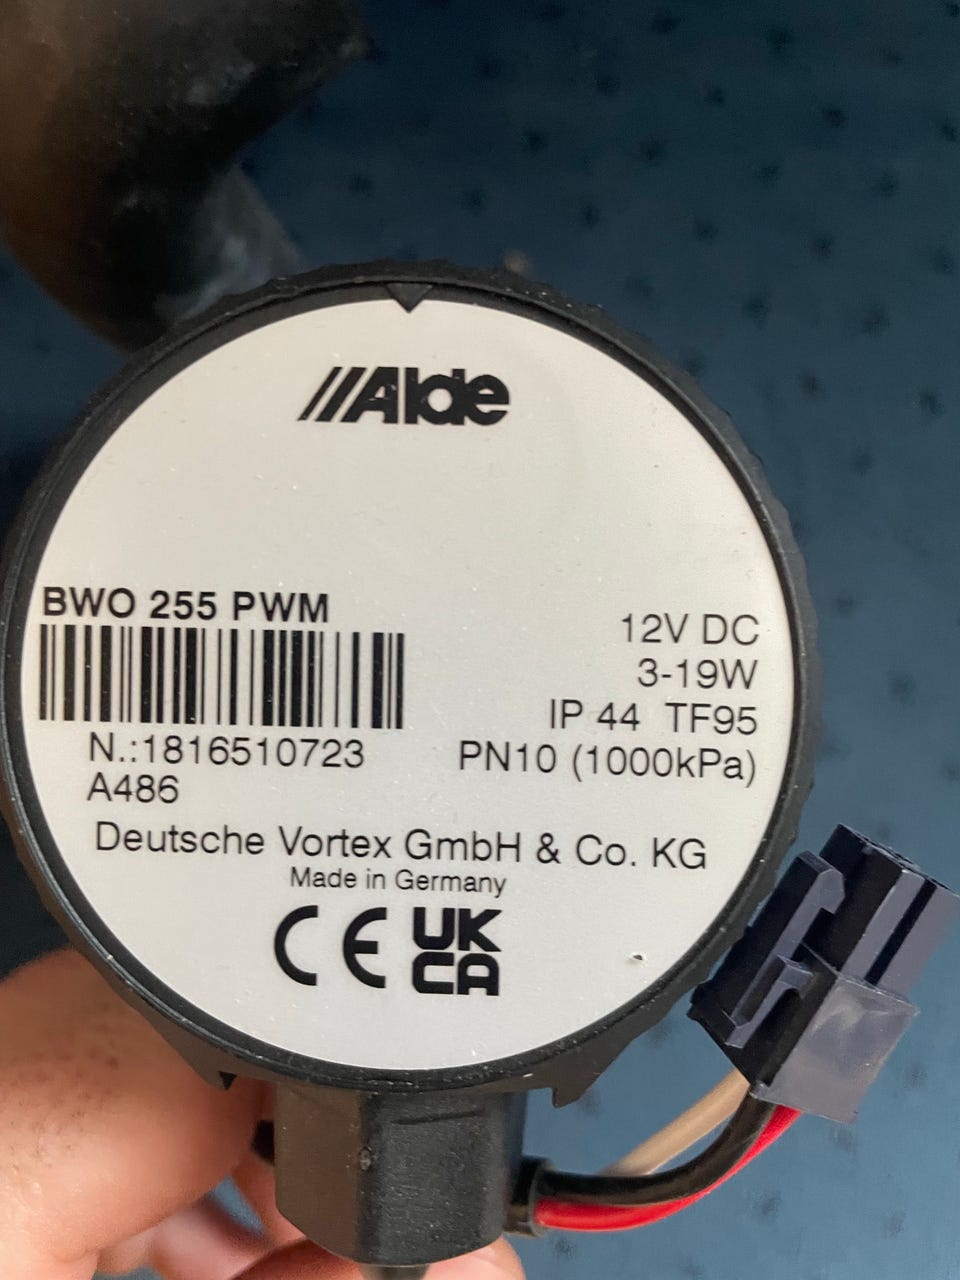 Alde
BWO 255 PWM
12V DC
3-19W
IP 44 TF95
N.:1816510723
PN10 (1000kPa)
A486
Deutsche Vortex GmbH & Co. KG
Made in Germany
CE UK
CA